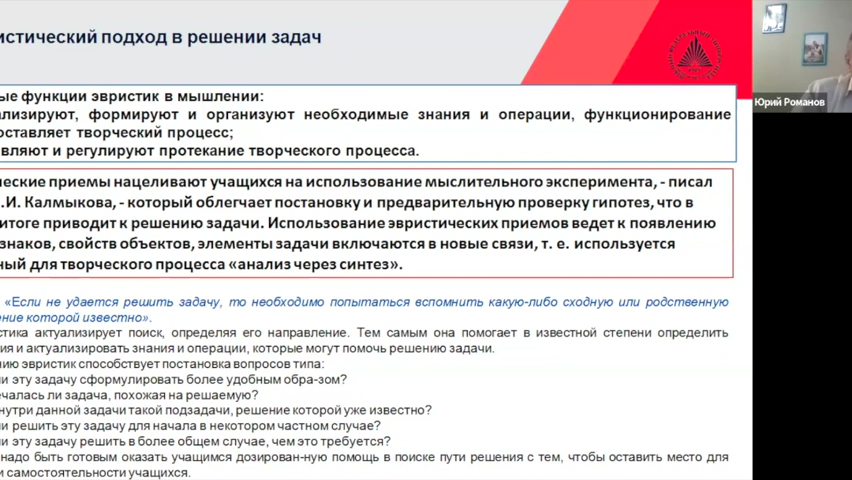 истический подход в решении задач
ые функции эвристик в мышлении:
ализируют, формируют и организуют необходимые знания и операции, функционирование
оставляет творческий процесс;
вляют и регулируют протекание творческого процесса.
еские приемы нацеливают учащихся на использование мыслительного эксперимента, - писал
.И. Калмыкова, - который облегчает постановку и предварительную проверку гипотез, что в
итоге приводит к решению задачи. Использование эвристических приемов ведет к появлению
знаков, свойств объектов, элементы задачи включаются в новые связи, т. е. используется
ный для творческого процесса «анализ через синтез».
«Если не удается решить задачу, то необходимо попытаться вспомнить какую-либо сходную или родственную
ение которой известно».
стика актуализирует поиск, определяя его направление. Тем самым она помогает в известной степени определить
ия и актуализировать знания и операции, которые могут помочь решению задачи.
нию эвристик способствует постановка вопросов типа:
и эту задачу сформулировать более удобным обра-зом?
ечалась ли задача, похожая на решаемую?
нутри данной задачи такой подзадачи, решение которой уже известно?
и решить эту задачу для начала в некотором частном случае?
и эту задачу решить в более общем случае, чем это требуется?
надо быть готовым оказать учащимся дозирован-ную помощь в поиске пути решения с тем, чтобы оставить место для
и самостоятельности учащихся.
Юрий Романов